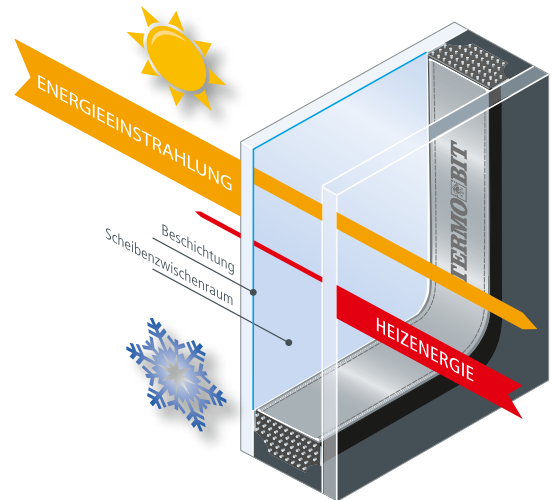 ENERGIEEINSTRAHLUNG
Beschichtung
Scheibenzwischenraum
HEIZENERGIE
TERMO BIT